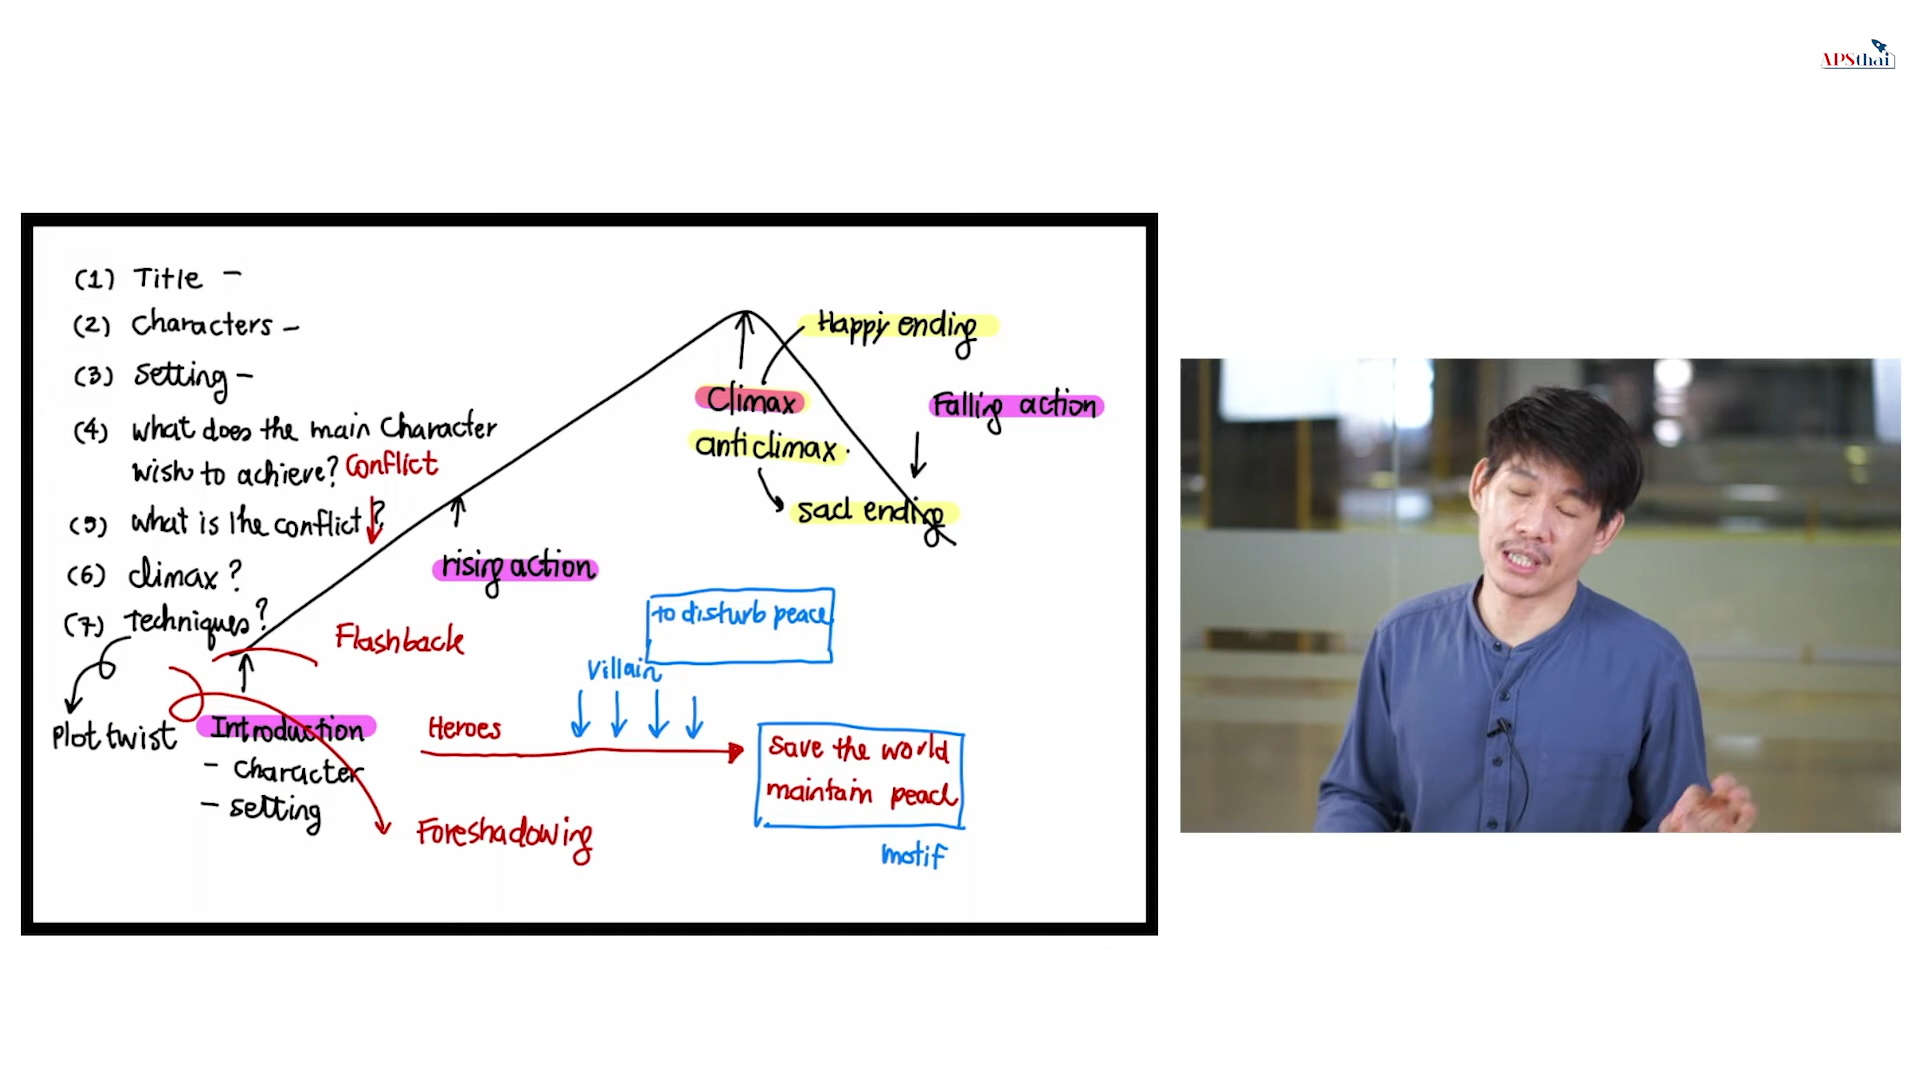 APSthai
(1) Title -
(2) Characters -
(3) Setting -
(4) What does the main Character
wish to achieve?
(5) What is the conflict?
(6) climax?
(7) techniques?
Plot twist
Conflict
Flashback
Introduction
- Character
- setting
Foreshadowing
rising action
Climax
anticlimax.
Happy ending
sad ending
Falling action
to disturb peace
Villain
Heroes
Save the world
maintain peace
motif